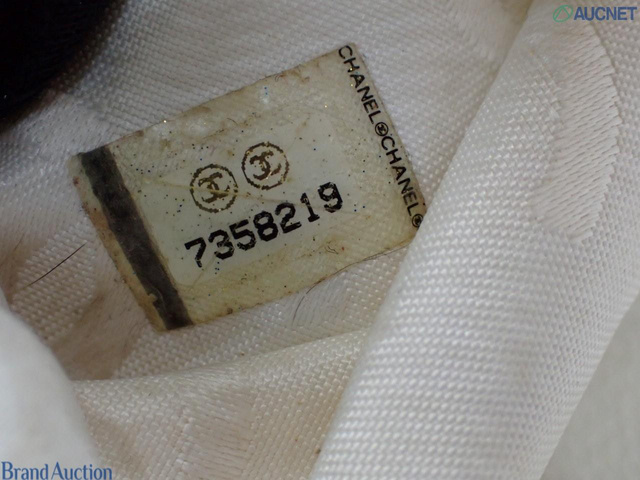 AUCNET
CHANEL CHANEL
7358219
Brand Auction